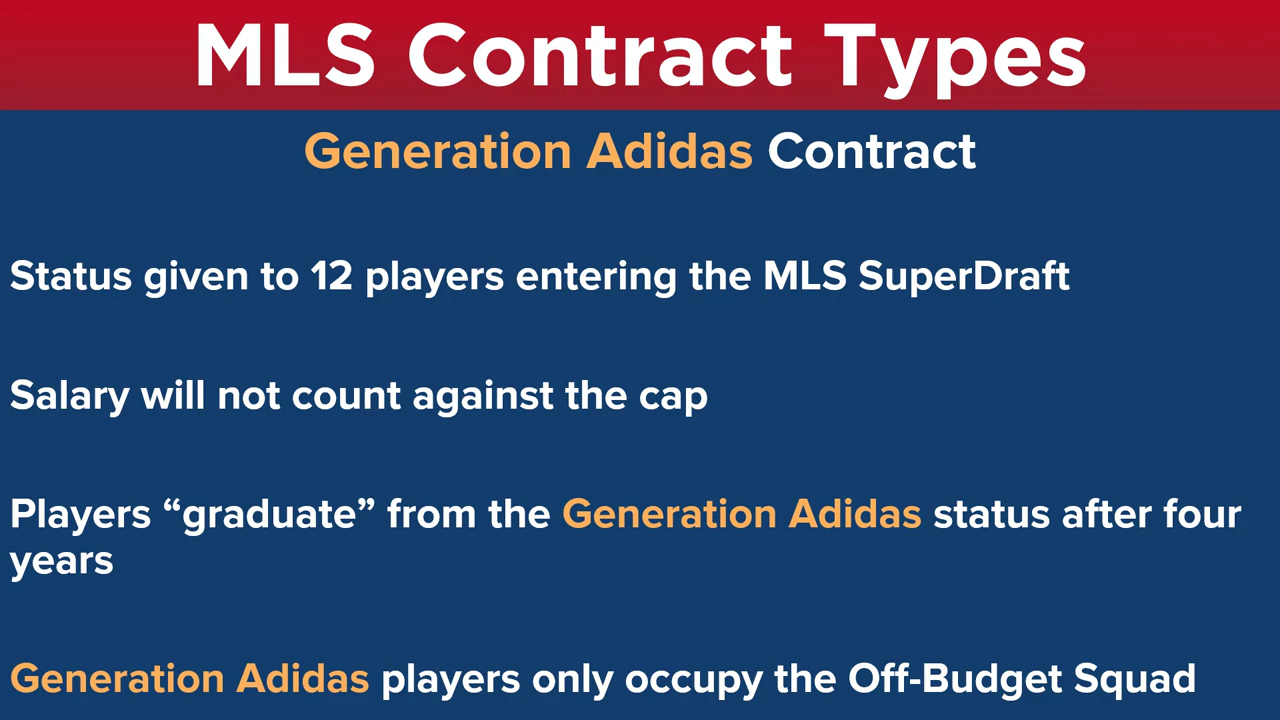 MLS Contract Types
Generation Adidas Contract
Status given to 12 players entering the MLS SuperDraft
Salary will not count against the cap
Players “graduate” from the Generation Adidas status after four
years
Generation Adidas players only occupy the Off-Budget Squad